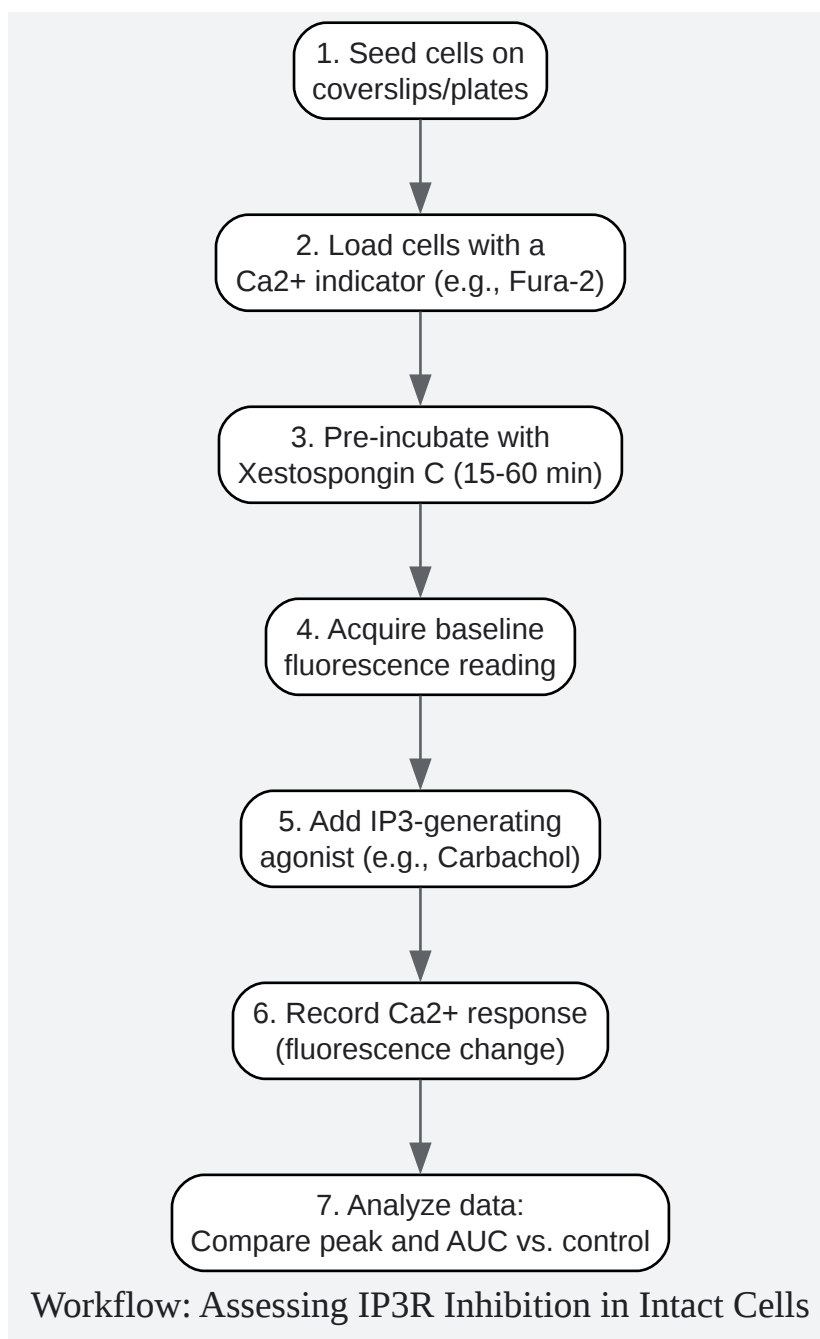 1. Seed cells on
coverslips/plates
2. Load cells with a
Ca2+ indicator (e.g., Fura-2)
3. Pre-incubate with
Xestospongin C (15-60 min)
4. Acquire baseline
fluorescence reading
5. Add IP3-generating
agonist (e.g., Carbachol)
6. Record Ca2+ response
(fluorescence change)
7. Analyze data:
Compare peak and AUC vs. control
Workflow: Assessing IP3R Inhibition in Intact Cells